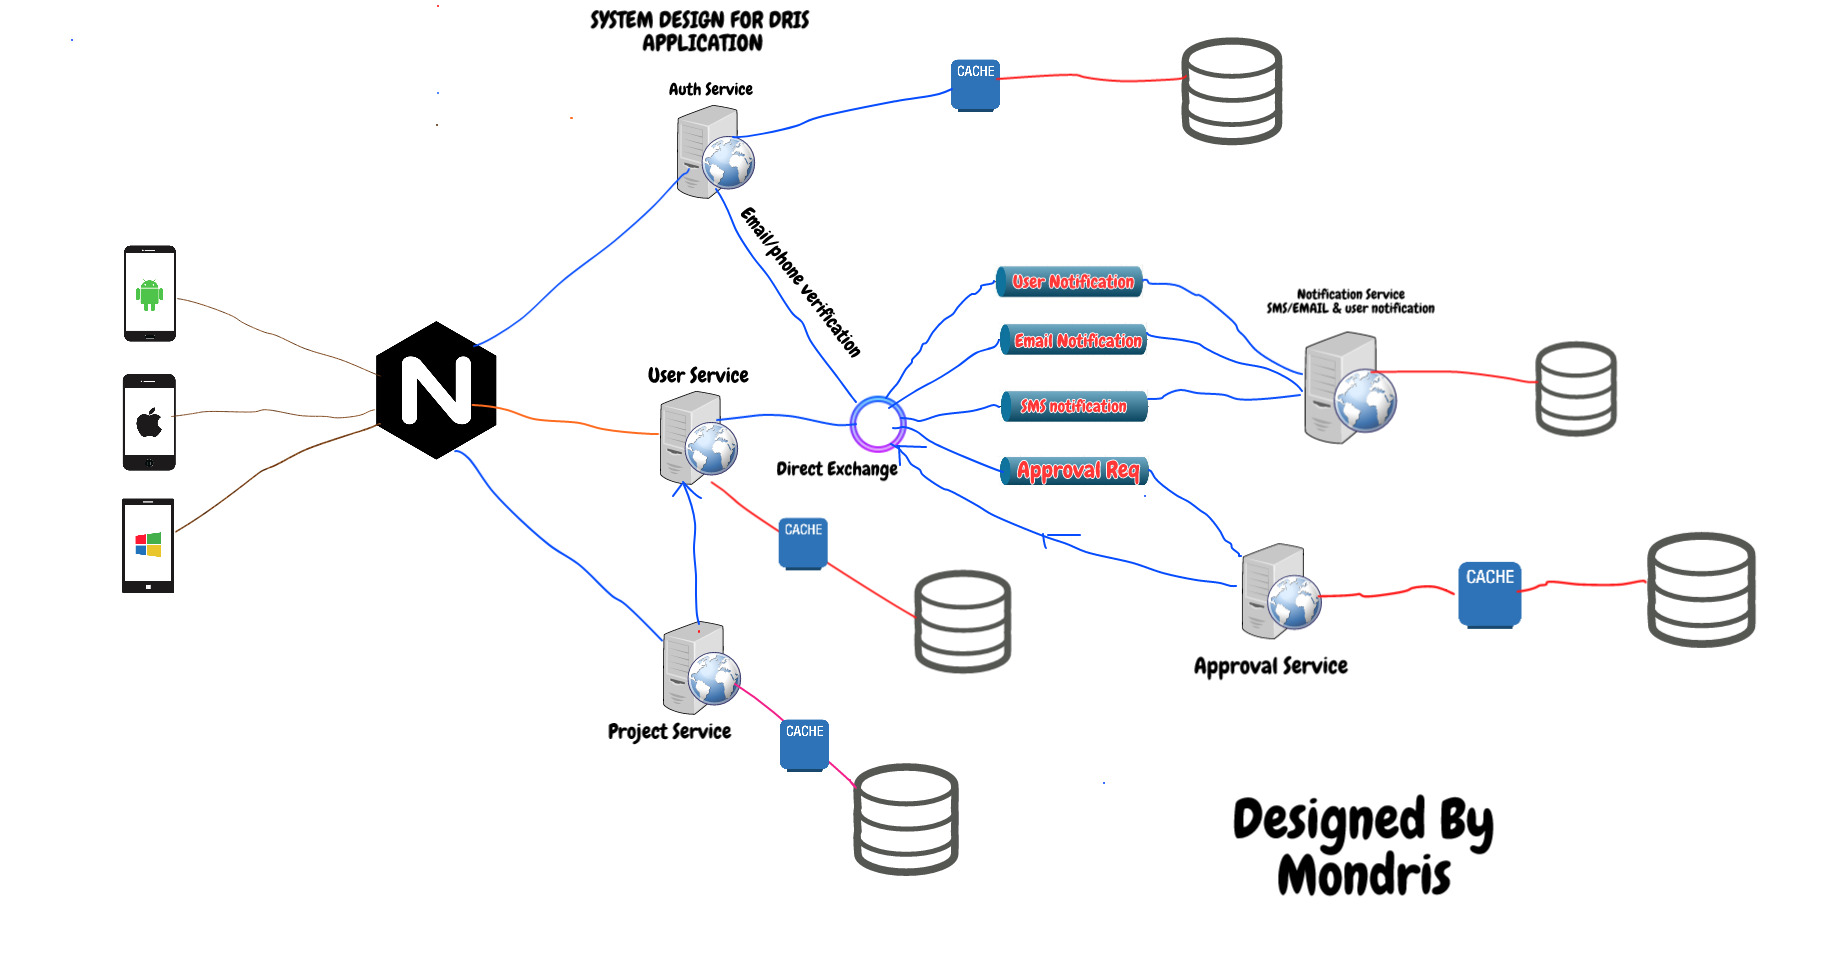 SYSTEM DESIGN FOR DRIS
APPLICATION
Auth Service
CACHE
Email/phone verification
User Notification
Email Notification
SMS notification
Approval Req
Notification Service
SMS/EMAIL & user notification
N
User Service
Direct Exchange
CACHE
CACHE
Approval Service
Project Service
CACHE
Designed By
Mondris